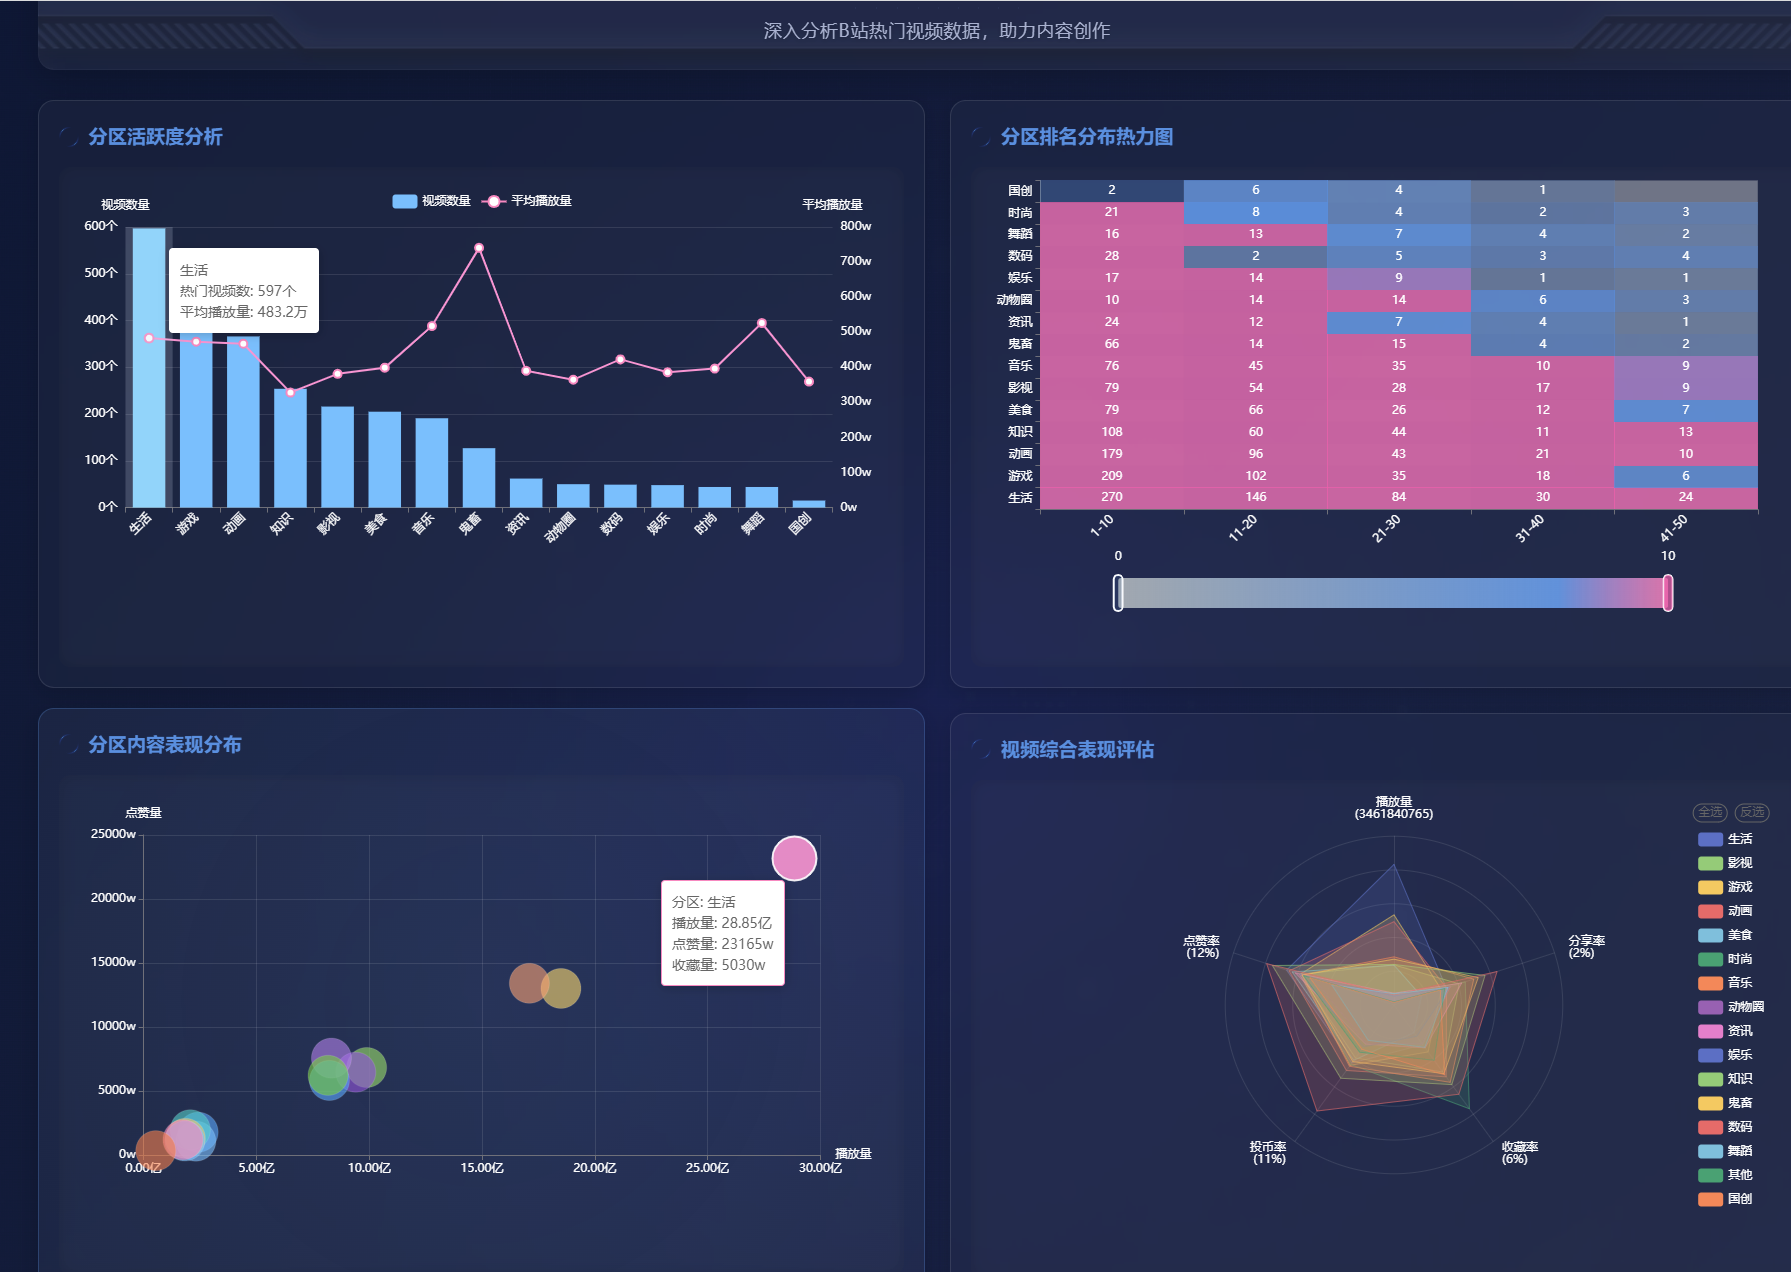 深入分析B站热门视频数据，助力内容创作
分区活跃度分析
视频数量
视频数量 平均播放量
平均播放量
600个
500个
400个
300个
200个
100个
0个
800w
700w
600w
500w
400w
300w
200w
100w
0w
生活
热门视频数: 597个
平均播放量: 483.2万
生活 游戏 动画 知识 影视 美食 音乐 鬼畜 资讯 动物圈 数码 娱乐 时尚 舞蹈 国创
分区排名分布热力图
国创 2 6 4 1
时尚 21 8 4 2 3
舞蹈 16 13 7 4 2
数码 28 2 5 3 4
娱乐 17 14 9 1 1
动物圈 10 14 14 6 3
资讯 24 12 7 4 1
鬼畜 66 14 15 4 2
音乐 76 45 35 10 9
影视 79 54 28 17 9
美食 79 66 26 12 7
知识 108 60 44 11 13
动画 179 96 43 21 10
游戏 209 102 35 18 6
生活 270 146 84 30 24
1-10 11-20 21-30 31-40 41-50
0 10
分区内容表现分布
点赞量
25000w
20000w
15000w
10000w
5000w
0w
分区: 生活
播放量: 28.85亿
点赞量: 23165w
收藏量: 5030w
0.00亿 5.00亿 10.00亿 15.00亿 20.00亿 25.00亿 30.00亿
播放量
视频综合表现评估
播放量
(3461840765)
点赞率
(12%)
分享率
(2%)
投币率
(11%)
收藏率
(6%)
全选 反选
生活
影视
游戏
动画
美食
时尚
音乐
动物圈
资讯
娱乐
知识
鬼畜
数码
舞蹈
其他
国创